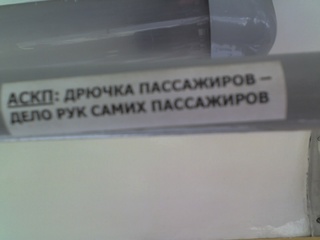 АСКП: ДРЮЧКА ПАССАЖИРОВ —
ДЕЛО РУК САМИХ ПАССАЖИРОВ